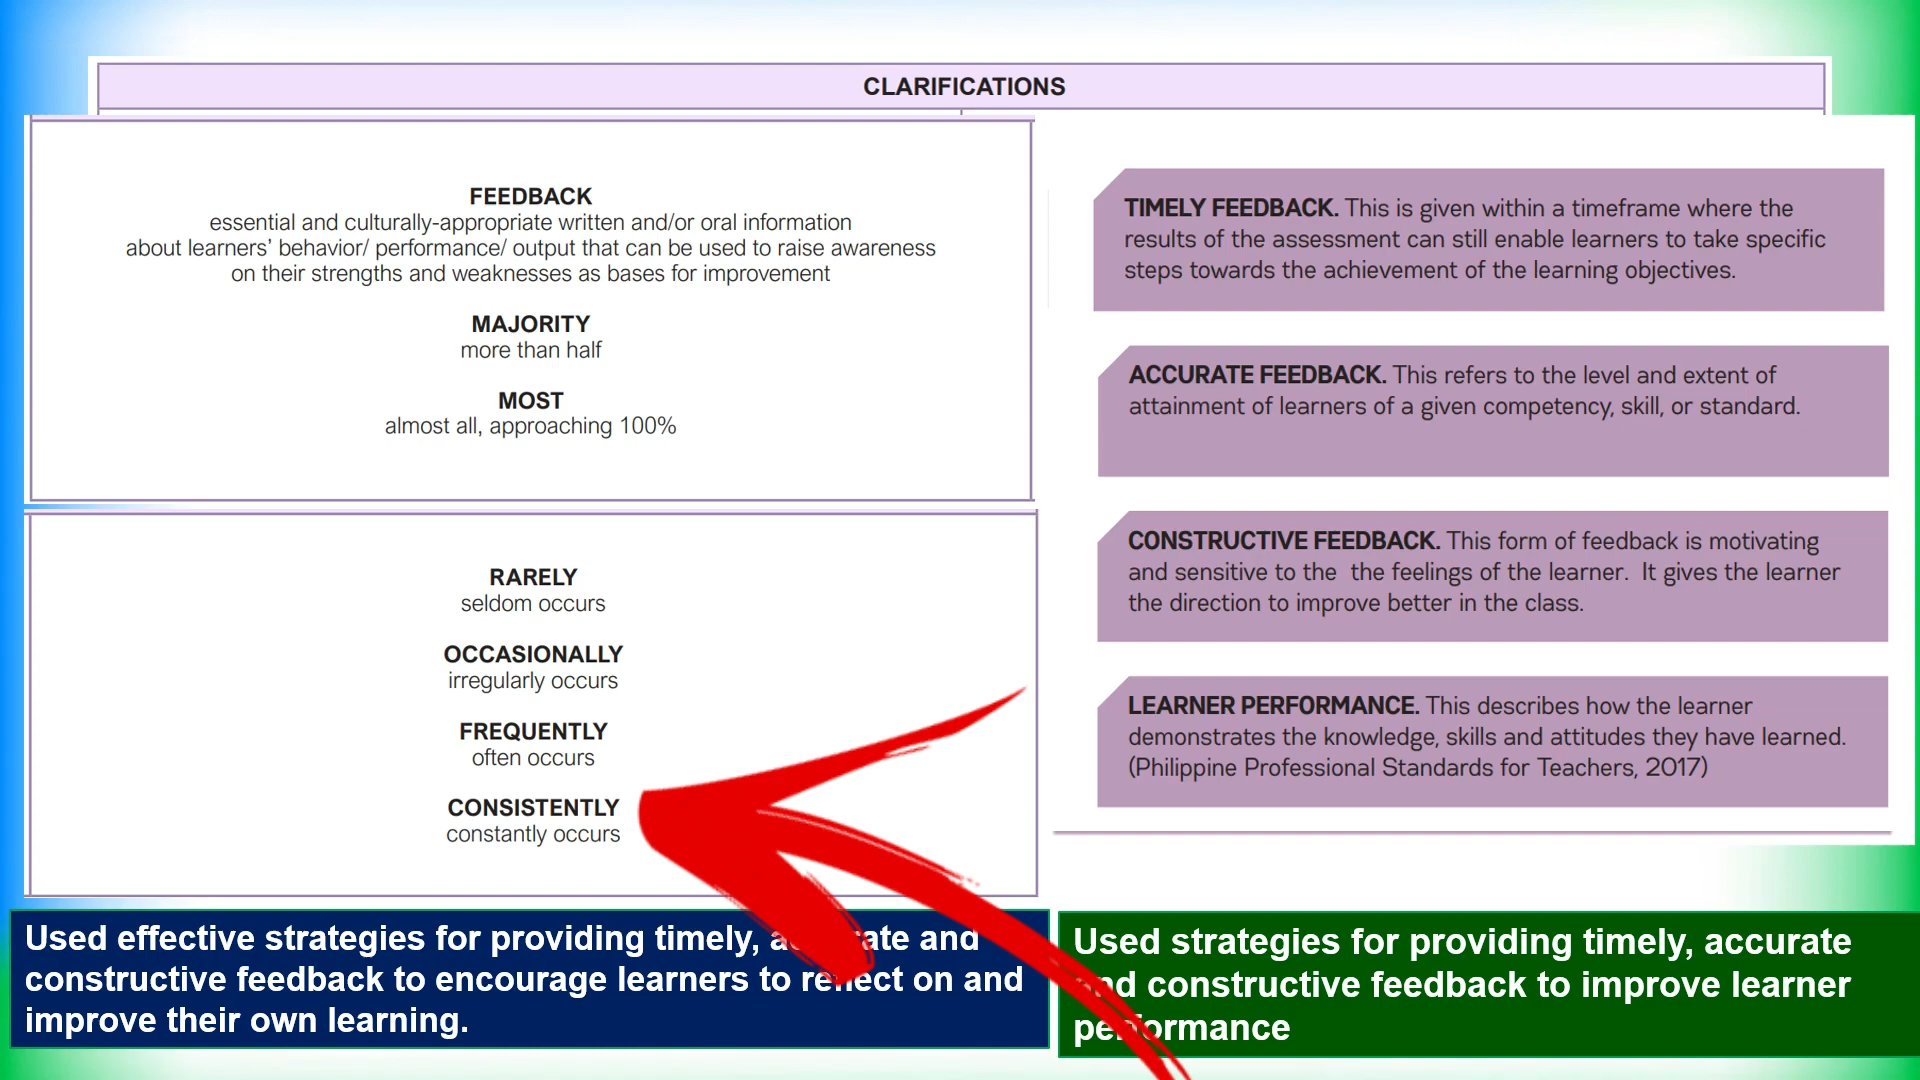 CLARIFICATIONS
FEEDBACK
essential and culturally-appropriate written and/or oral information
about learners’ behavior/ performance/ output that can be used to raise awareness
on their strengths and weaknesses as bases for improvement
MAJORITY
more than half
MOST
almost all, approaching 100%
RARELY
seldom occurs
OCCASIONALLY
irregularly occurs
FREQUENTLY
often occurs
CONSISTENTLY
constantly occurs
TIMELY FEEDBACK. This is given within a timeframe where the
results of the assessment can still enable learners to take specific
steps towards the achievement of the learning objectives.
ACCURATE FEEDBACK. This refers to the level and extent of
attainment of learners of a given competency, skill, or standard.
CONSTRUCTIVE FEEDBACK. This form of feedback is motivating
and sensitive to the the feelings of the learner. It gives the learner
the direction to improve better in the class.
LEARNER PERFORMANCE. This describes how the learner
demonstrates the knowledge, skills and attitudes they have learned.
(Philippine Professional Standards for Teachers, 2017)
Used effective strategies for providing timely, accurate and
constructive feedback to encourage learners to reflect on and
improve their own learning.
Used strategies for providing timely, accurate
and constructive feedback to improve learner
performance